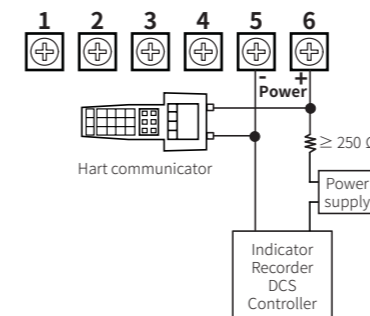 1 2 3 4 5 6
- +
Power
≥ 250 Ω
Hart communicator
Power
supply
Indicator
Recorder
DCS
Controller